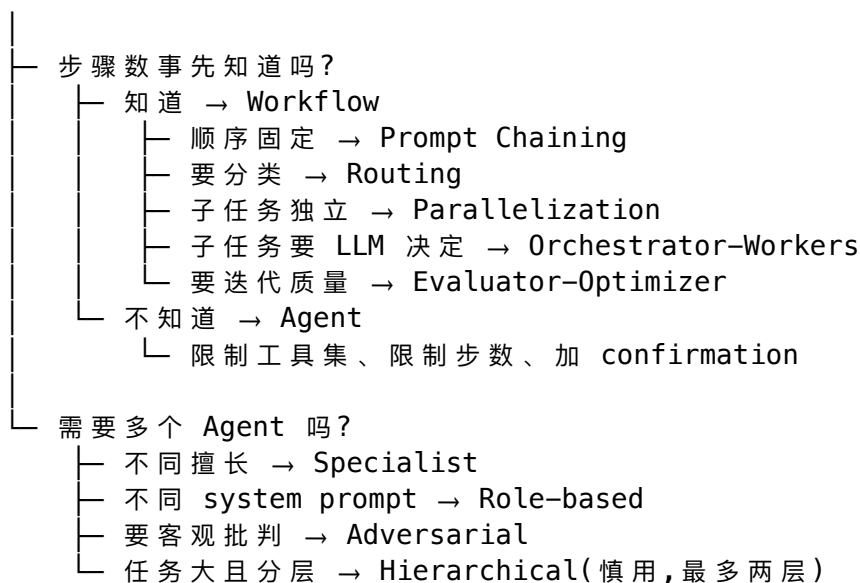 │
├─ 步骤数事先知道吗?
│   ├─ 知道 → Workflow
│   │   ├─ 顺序固定 → Prompt Chaining
│   │   ├─ 要分类 → Routing
│   │   ├─ 子任务独立 → Parallelization
│   │   ├─ 子任务要 LLM 决定 → Orchestrator-Workers
│   │   └─ 要迭代质量 → Evaluator-Optimizer
│   └─ 不知道 → Agent
│       └─ 限制工具集、限制步数、加 confirmation
│
└─ 需要多个 Agent 吗?
    ├─ 不同擅长 → Specialist
    ├─ 不同 system prompt → Role-based
    ├─ 要客观批判 → Adversarial
    └─ 任务大且分层 → Hierarchical(慎用,最多两层)